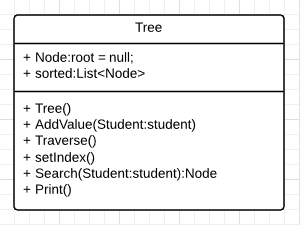 Tree
+ Node:root = null;
+ sorted:List<Node>
+ Tree()
+ AddValue(Student:student)
+ Traverse()
+ setIndex()
+ Search(Student:student):Node
+ Print()